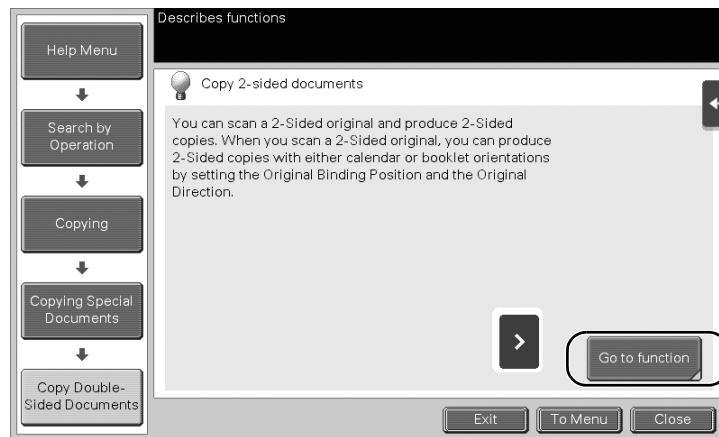 Describes functions
Help Menu
Search by
Operation
Copying
Copying Special
Documents
Copy Double-
Sided Documents
Copy 2-sided documents
You can scan a 2-Sided original and produce 2-Sided
copies. When you scan a 2-Sided original, you can produce
2-Sided copies with either calendar or booklet orientations
by setting the Original Binding Position and the Original
Direction.
Go to function
Exit
To Menu
Close